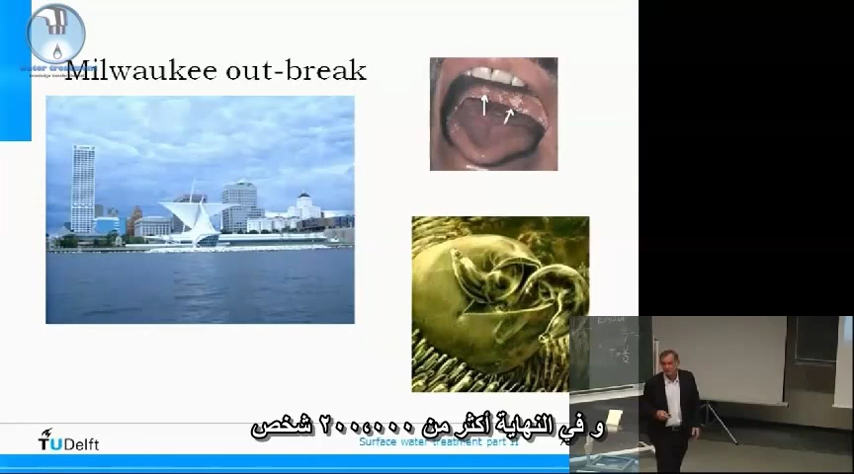 Milwaukee out-break
و في النهاية أكثر من ٢٠٠،٠٠٠ شخص
TUDelft
Surface water treatment part II